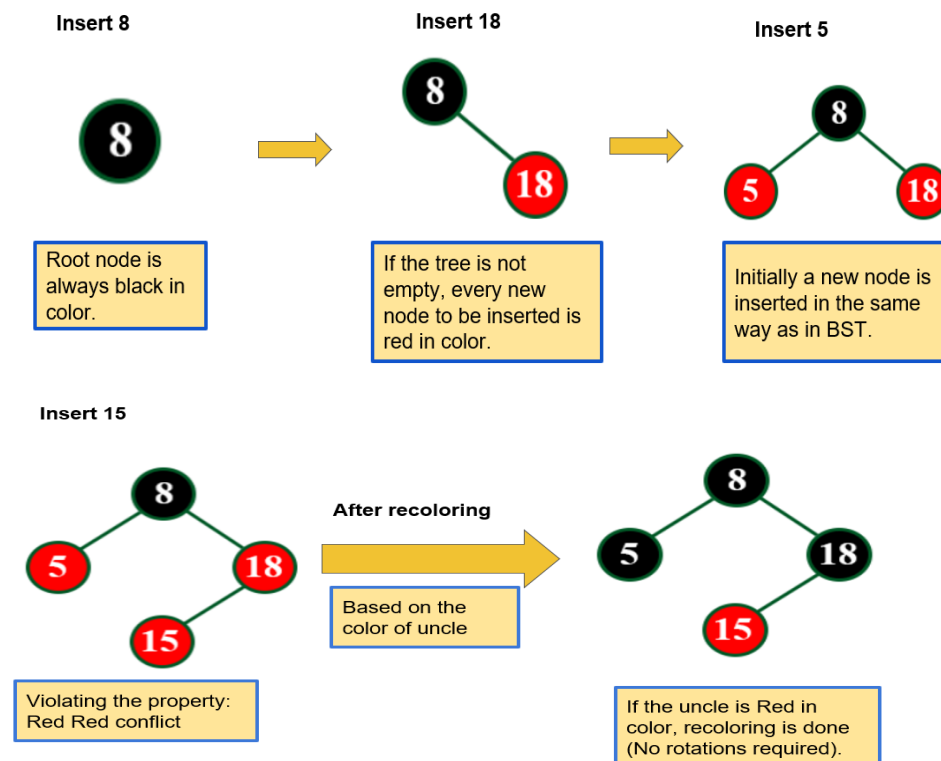 Insert 8
Insert 18
Insert 5
8
8
18
8
5
18
Root node is
always black in
color.
If the tree is not
empty, every new
node to be inserted is
red in color.
Initially a new node is
inserted in the same
way as in BST.
Insert 15
8
5
18
15
After recoloring
Based on the
color of uncle
8
5
18
15
Violating the property:
Red Red conflict
If the uncle is Red in
color, recoloring is done
(No rotations required).